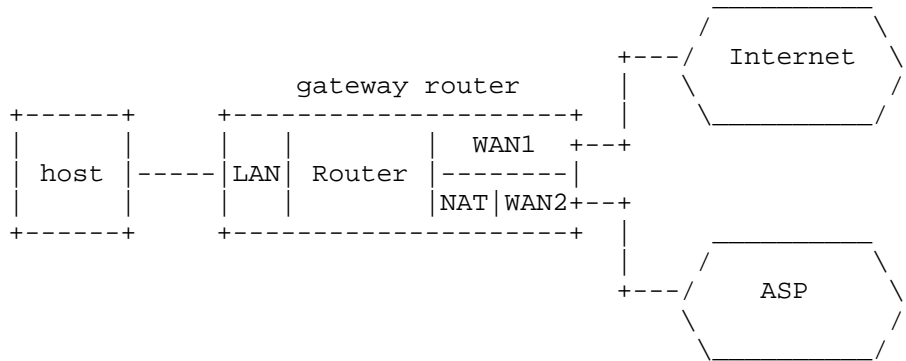 Internet
gateway router
WAN1
host LAN Router
NAT WAN2
ASP